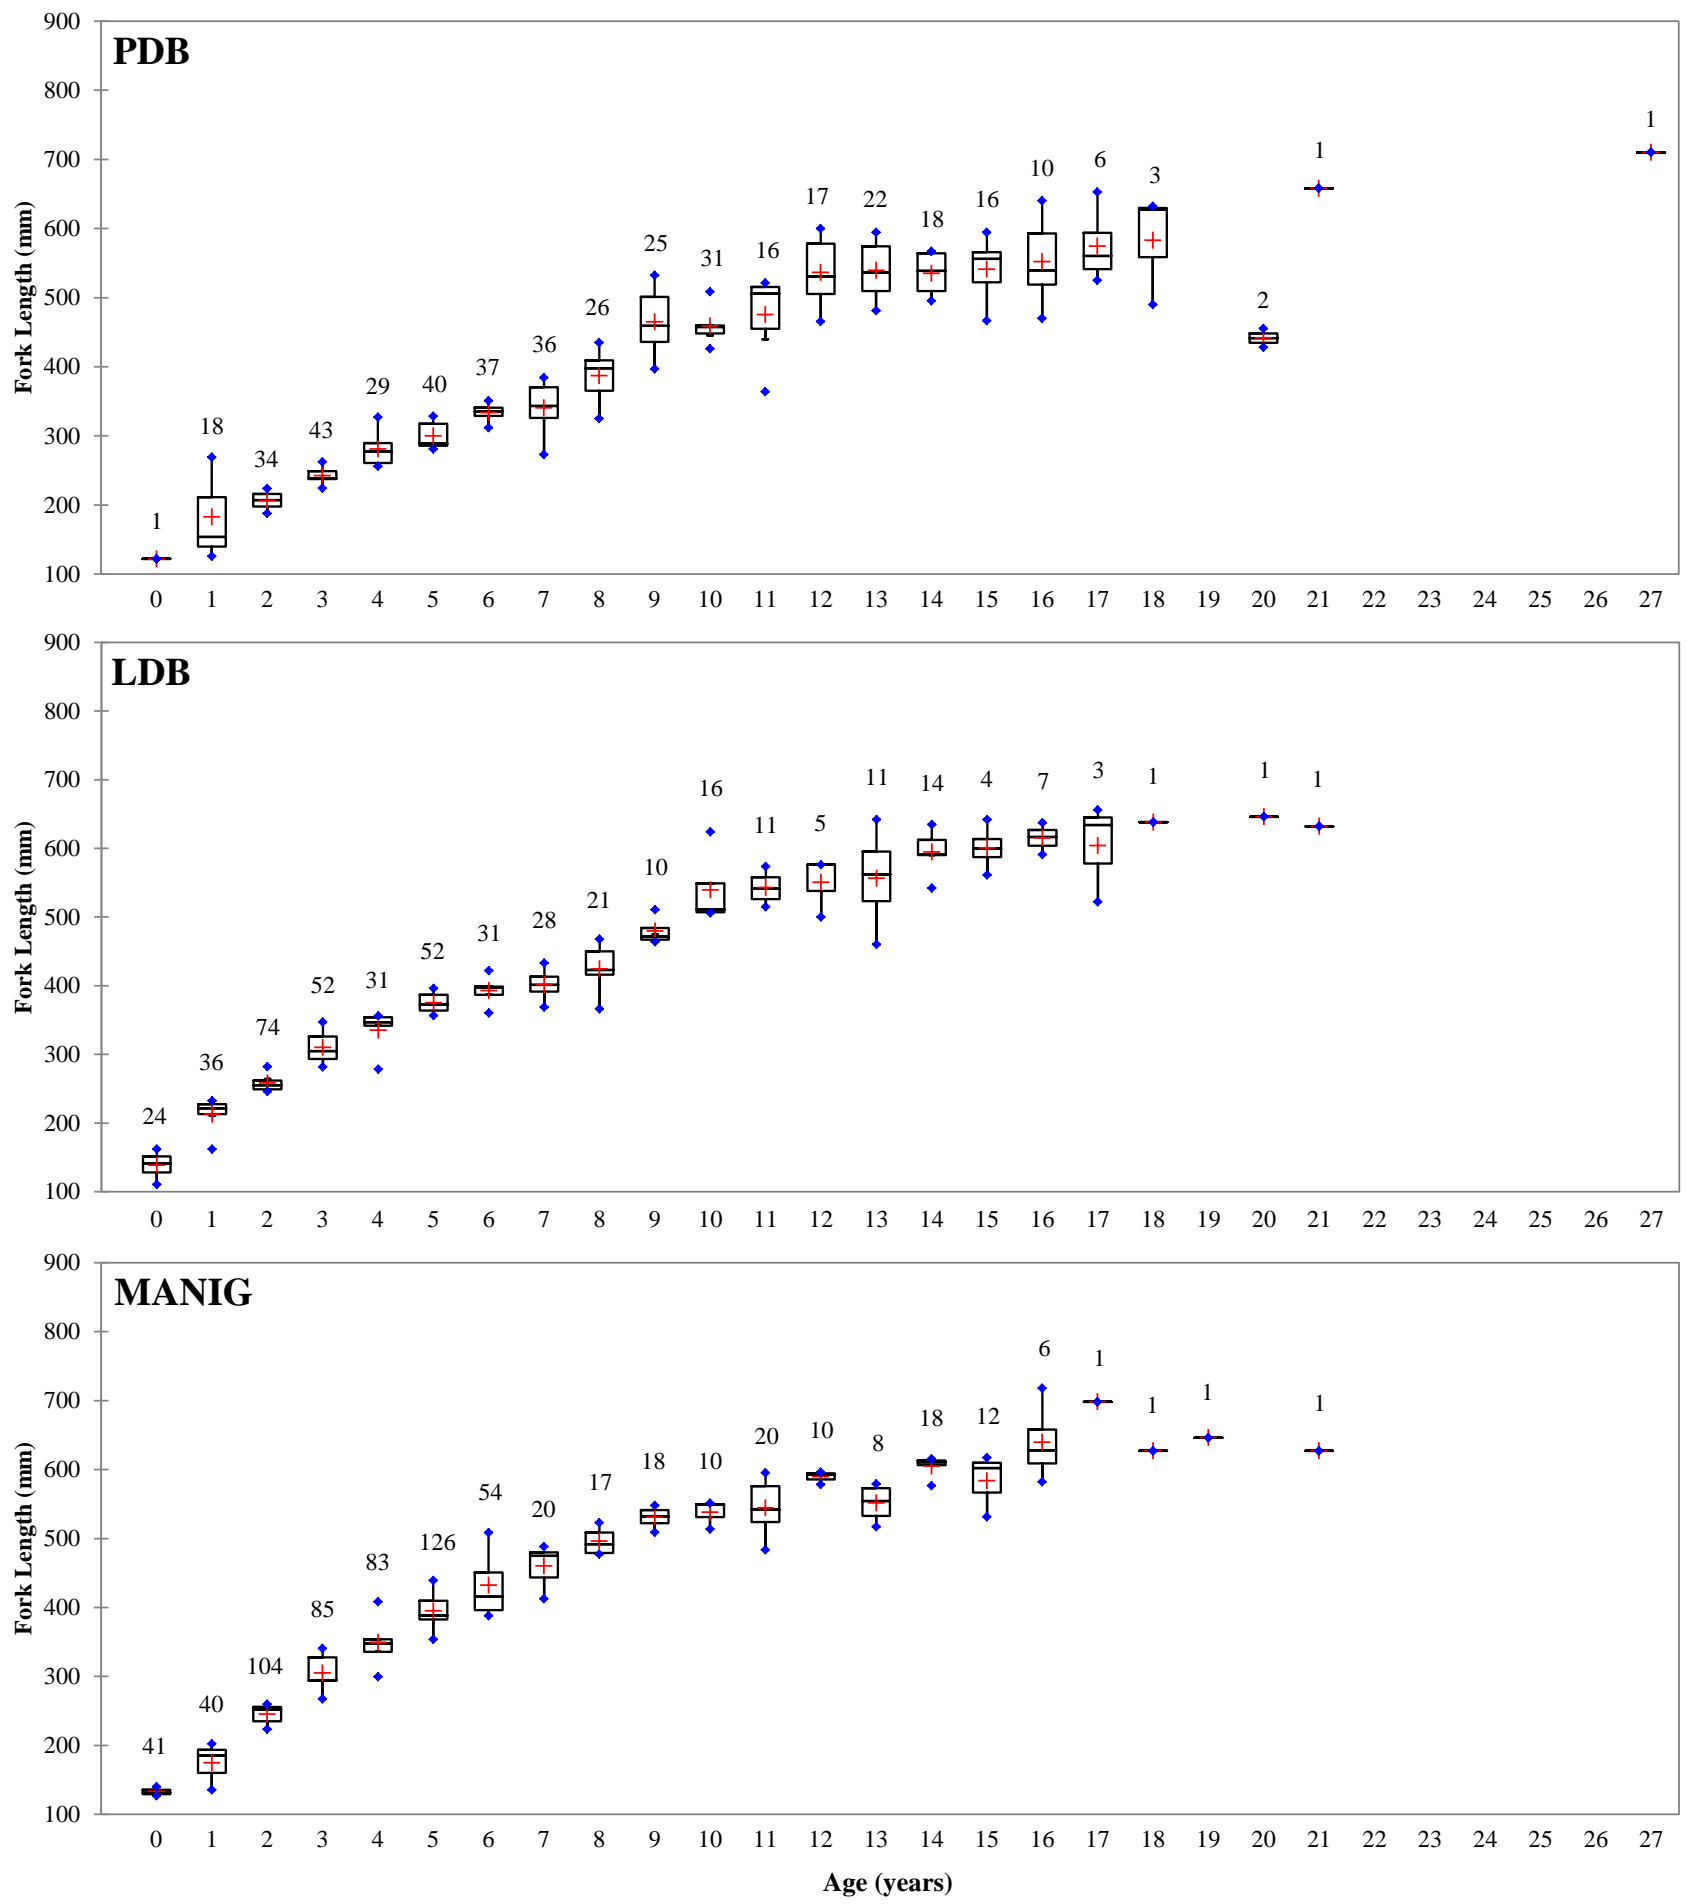 PDB
Fork Length (mm)
900
800
700
600
500
400
300
200
100
1 18 34 43 29 40 37 36 26 25 31 16 17 22 18 16 10 6 3 2 1 1
0 1 2 3 4 5 6 7 8 9 10 11 12 13 14 15 16 17 18 19 20 21 22 23 24 25 26 27
LDB
Fork Length (mm)
900
800
700
600
500
400
300
200
100
24 36 74 52 31 52 31 28 21 10 16 11 5 11 14 4 7 3 1 1 1
0 1 2 3 4 5 6 7 8 9 10 11 12 13 14 15 16 17 18 19 20 21 22 23 24 25 26 27
MANIG
Fork Length (mm)
900
800
700
600
500
400
300
200
100
41 40 104 85 83 126 54 20 17 18 10 20 10 8 18 12 6 1 1 1 1
0 1 2 3 4 5 6 7 8 9 10 11 12 13 14 15 16 17 18 19 20 21 22 23 24 25 26 27
Age (years)